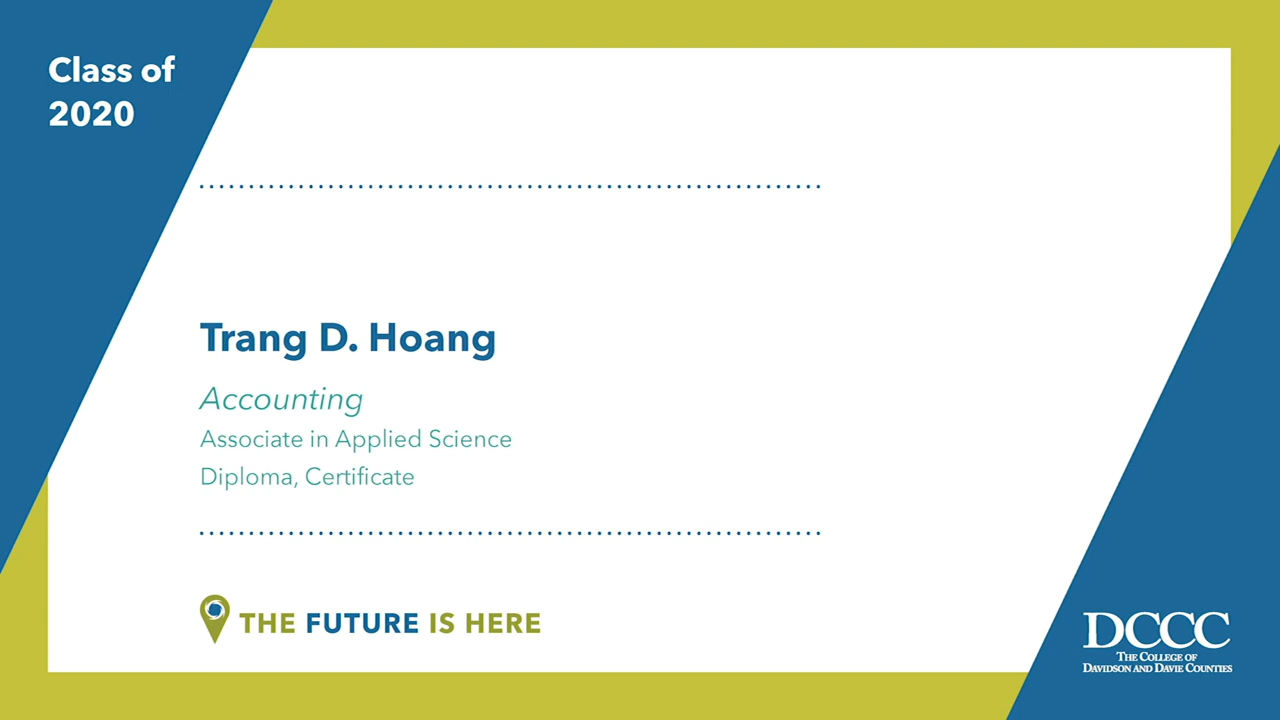 Class of
2020
Trang D. Hoang
Accounting
Associate in Applied Science
Diploma, Certificate
THE FUTURE IS HERE
DCCC
THE COLLEGE OF
DAVIDSON AND DAVIE COUNTIES